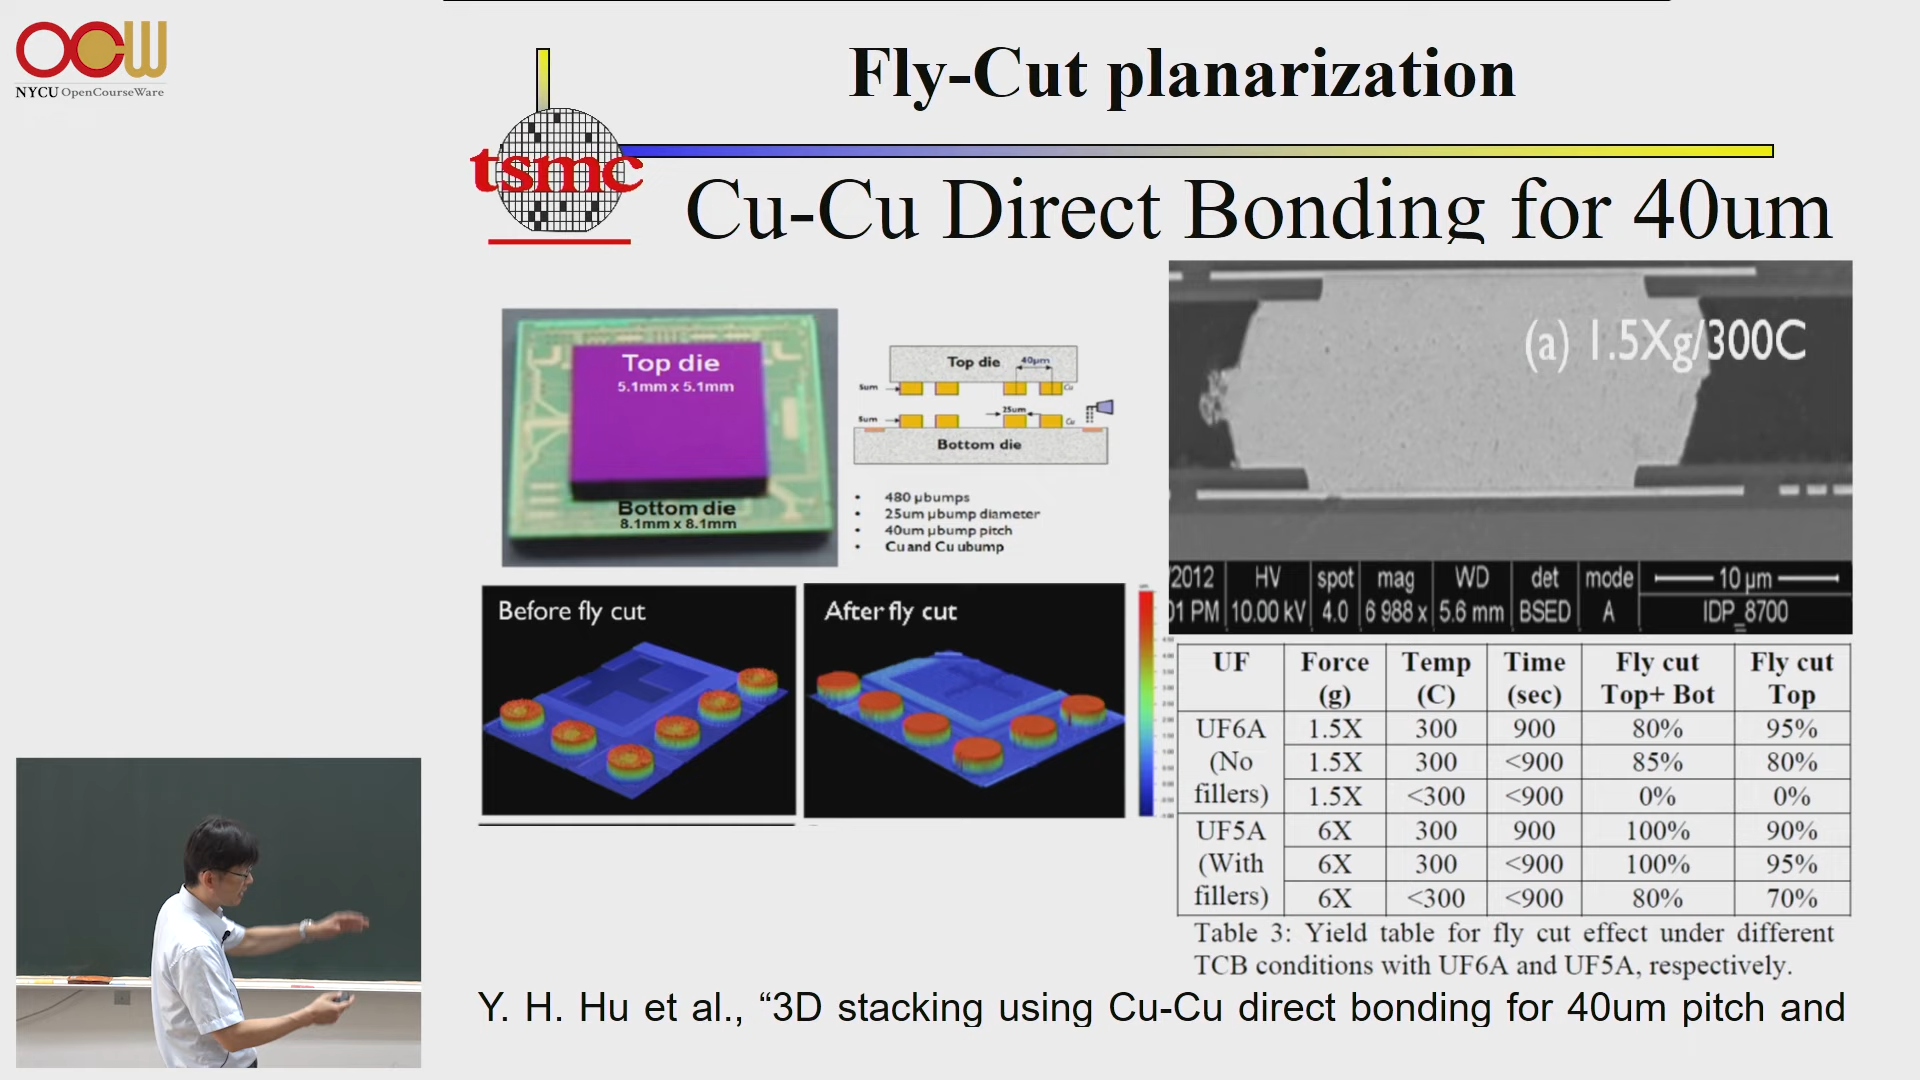 OCW
NYCU OpenCourseWare
Fly-Cut planarization
tsmc
Cu-Cu Direct Bonding for 40um
Top die
5.1mm x 5.1mm
Bottom die
8.1mm x 8.1mm
Top die
40μm
5um
Cu
25um
5um
Cu
Bottom die
• 480 μbumps
• 25um μbump diameter
• 40um μbump pitch
• Cu and Cu ubump
(a) 1.5Xg/300C
/2012 HV spot mag WD det mode 10 μm
01 PM 10.00 kV 4.0 6 988 x 5.6 mm BSED A IDP_8700
Before fly cut
After fly cut
UF Force (g) Temp (C) Time (sec) Fly cut Top+ Bot Fly cut Top
UF6A (No fillers) 1.5X 300 900 80% 95%
1.5X 300 <900 85% 80%
1.5X <300 <900 0% 0%
UF5A (With fillers) 6X 300 900 100% 90%
6X 300 <900 100% 95%
6X <300 <900 80% 70%
Table 3: Yield table for fly cut effect under different
TCB conditions with UF6A and UF5A, respectively.
Y. H. Hu et al., “3D stacking using Cu-Cu direct bonding for 40um pitch and